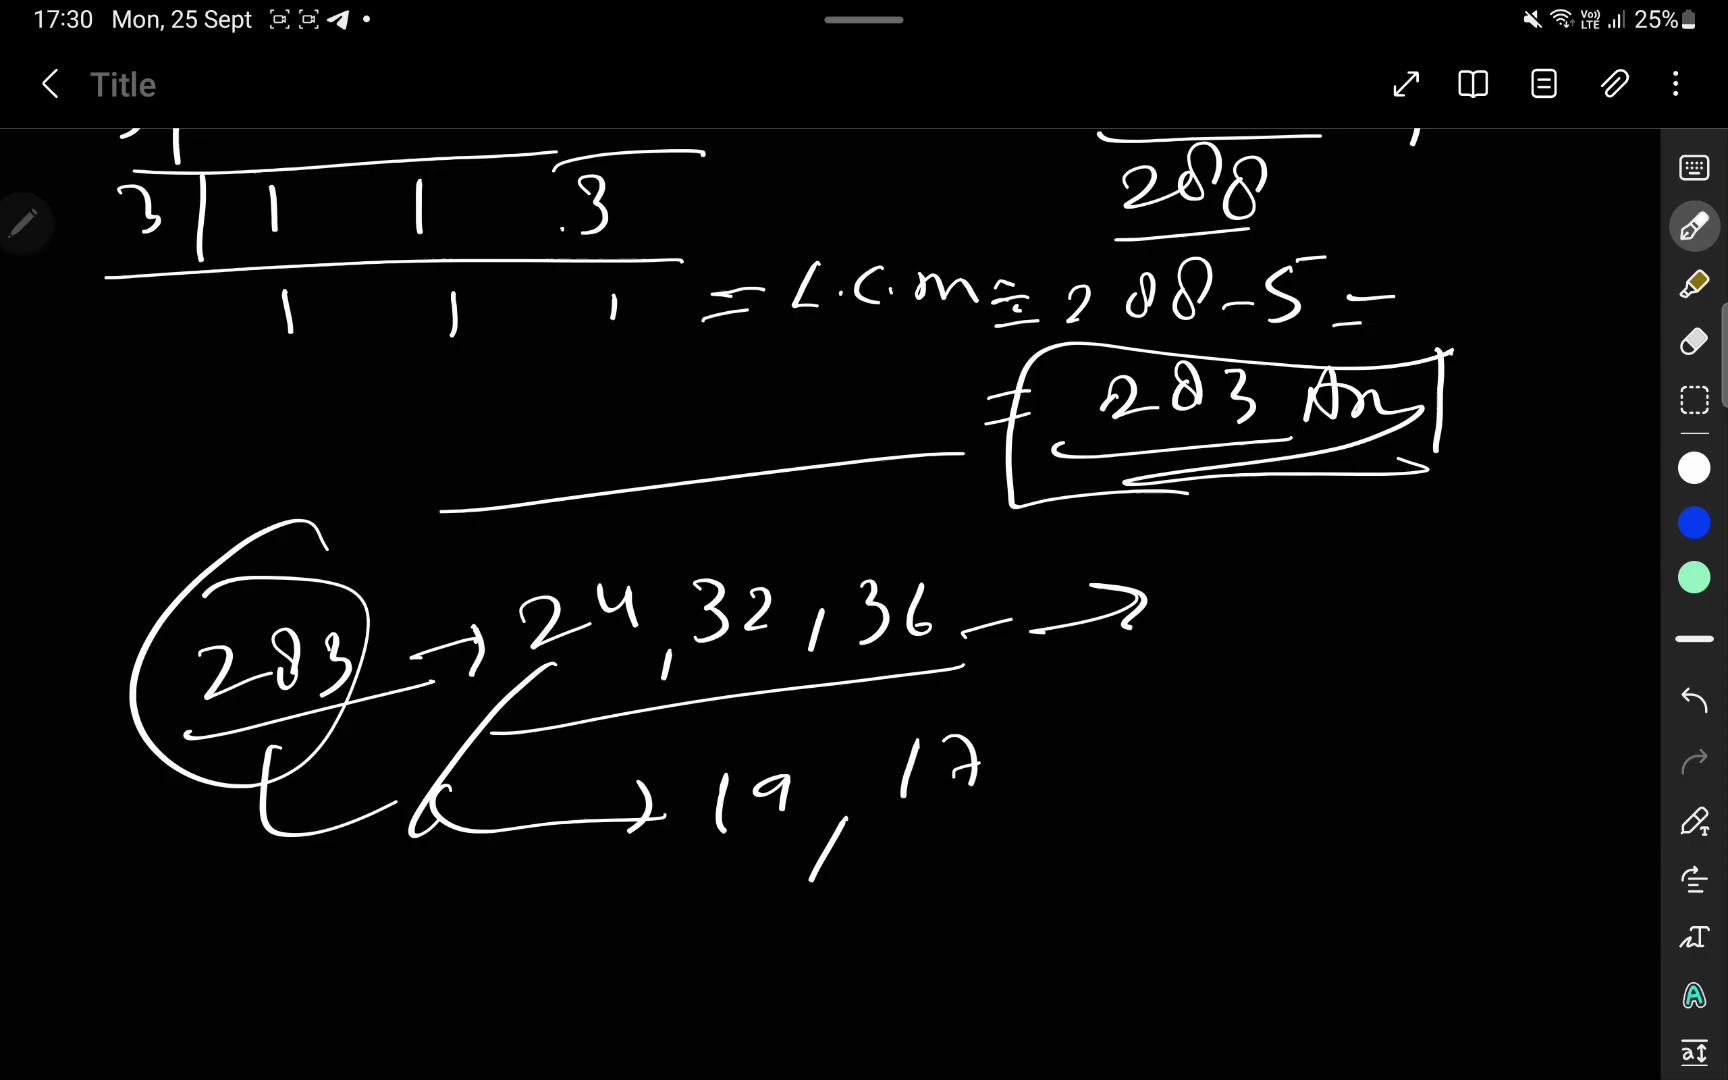 17:30 Mon, 25 Sept 25%
Title
3 | 1 1 3
288
1 1 1 = L.C.M = 288-5 =
= 283 An
283 → 24, 32, 36 - →
→ 19, 17